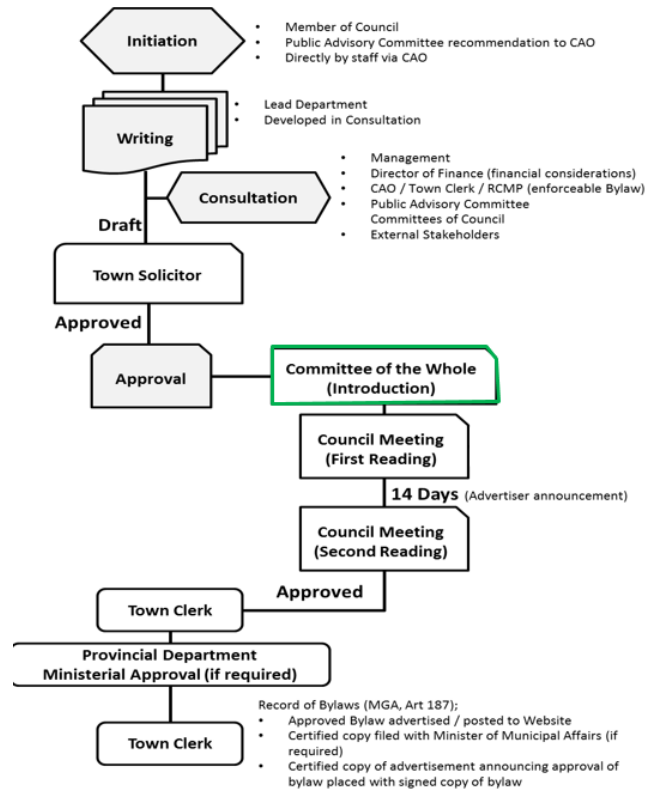 Initiation
• Member of Council
• Public Advisory Committee recommendation to CAO
• Directly by staff via CAO
Writing
• Lead Department
• Developed in Consultation
Consultation
• Management
• Director of Finance (financial considerations)
• CAO / Town Clerk / RCMP (enforceable Bylaw)
• Public Advisory Committee
Committees of Council
• External Stakeholders
Draft
Town Solicitor
Approved
Approval
Committee of the Whole
(Introduction)
Council Meeting
(First Reading)
14 Days (Advertiser announcement)
Council Meeting
(Second Reading)
Approved
Town Clerk
Provincial Department
Ministerial Approval (if required)
Town Clerk
Record of Bylaws (MGA, Art 187);
• Approved Bylaw advertised / posted to Website
• Certified copy filed with Minister of Municipal Affairs (if
required)
• Certified copy of advertisement announcing approval of
bylaw placed with signed copy of bylaw